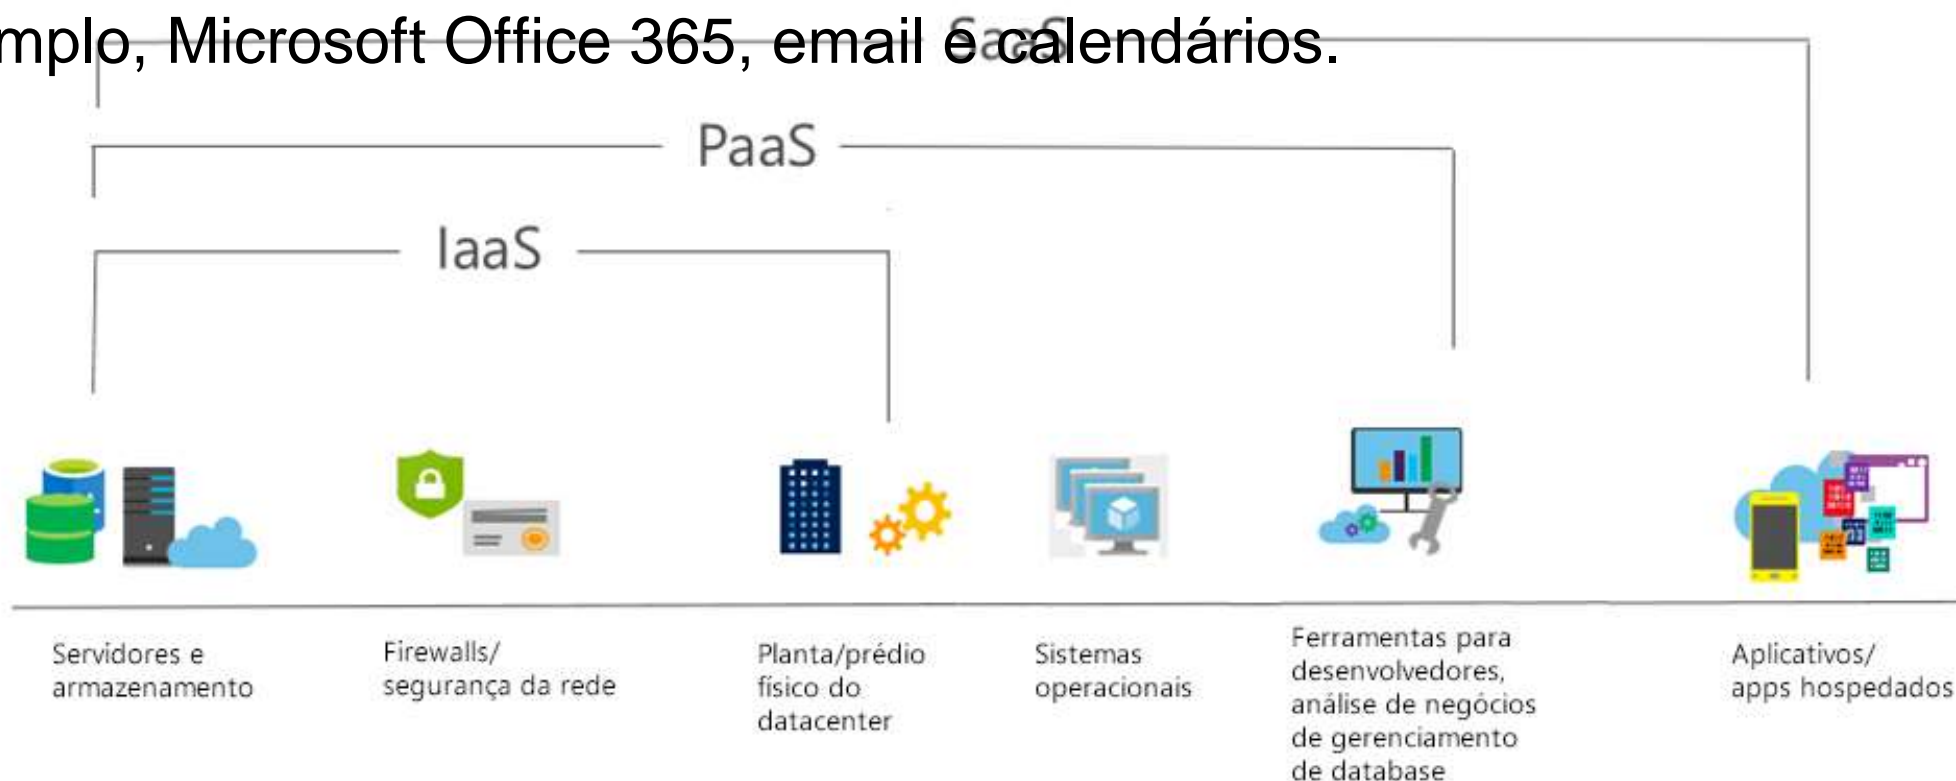 mplo, Microsoft Office 365, email e calendários.
SaaS
PaaS
IaaS
Servidores e
armazenamento
Firewalls/
segurança da rede
Planta/prédio
físico do
datacenter
Sistemas
operacionais
Ferramentas para
desenvolvedores,
análise de negócios
de gerenciamento
de database
Aplicativos/
apps hospedados